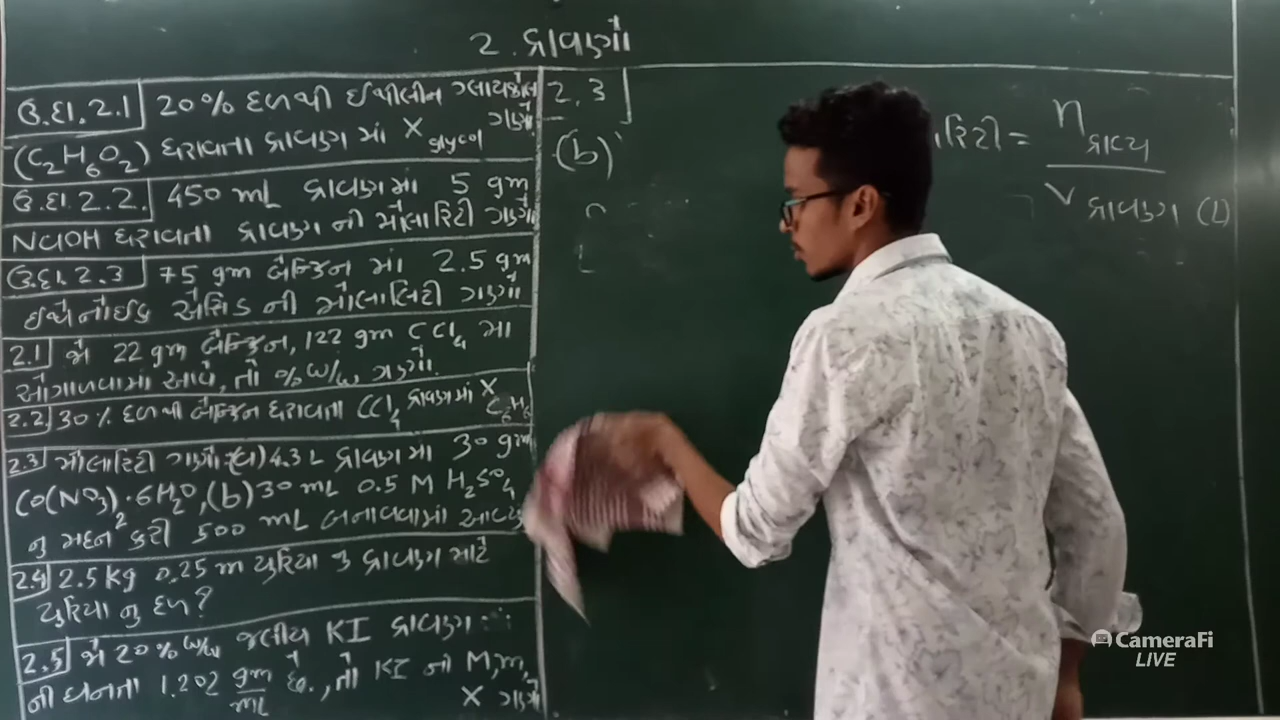 2. દ્રાવણો
ઉ.દા.2.1 20% દળથી ઈથીલીન ગ્લાયકોલ
(C2H6O2) ધરાવતા દ્રાવણ માં X glycol ગણો
ઉ.દા.2.2. 450 mL દ્રાવણમાં 5 gm
NaOH ધરાવતા દ્રાવણ ની મોલારિટી ગણો
ઉ.દા.2.3 75 gm બેન્ઝિન માં 2.5 gm
ઈથેનોઈક એસિડ ની મોલાલિટી ગણો
2.1 જો 22 gm બેન્ઝિન, 122 gm CCl4 મા
ઓગાળવામાં આવે, તો % w/w ગણો.
2.2 30% દળથી બેન્ઝિન ધરાવતા CCl4 દ્રાવણમાં X C6H6
2.3 મોલારિટી ગણો (a) 4.3 L દ્રાવણ મા 30 gm
Co(NO3)2.6H2O, (b) 30 mL 0.5 M H2SO4
નુ મદન કરી 500 mL બનાવવામાં આવ્ય
2.4 2.5 kg 0.25 m યુરિયા નુ દ્રાવણ માટે
યુરિયા નુ દળ?
2.5 જો 20% w/w જલીય KI દ્રાવણ
ની ઘનતા 1.202 gm/mL છે., તો KI ની M, m,
X ગણો
2.3
(b)
રિટી = n દ્રાવ્ય
V દ્રાવણ (L)
CameraFi
LIVE